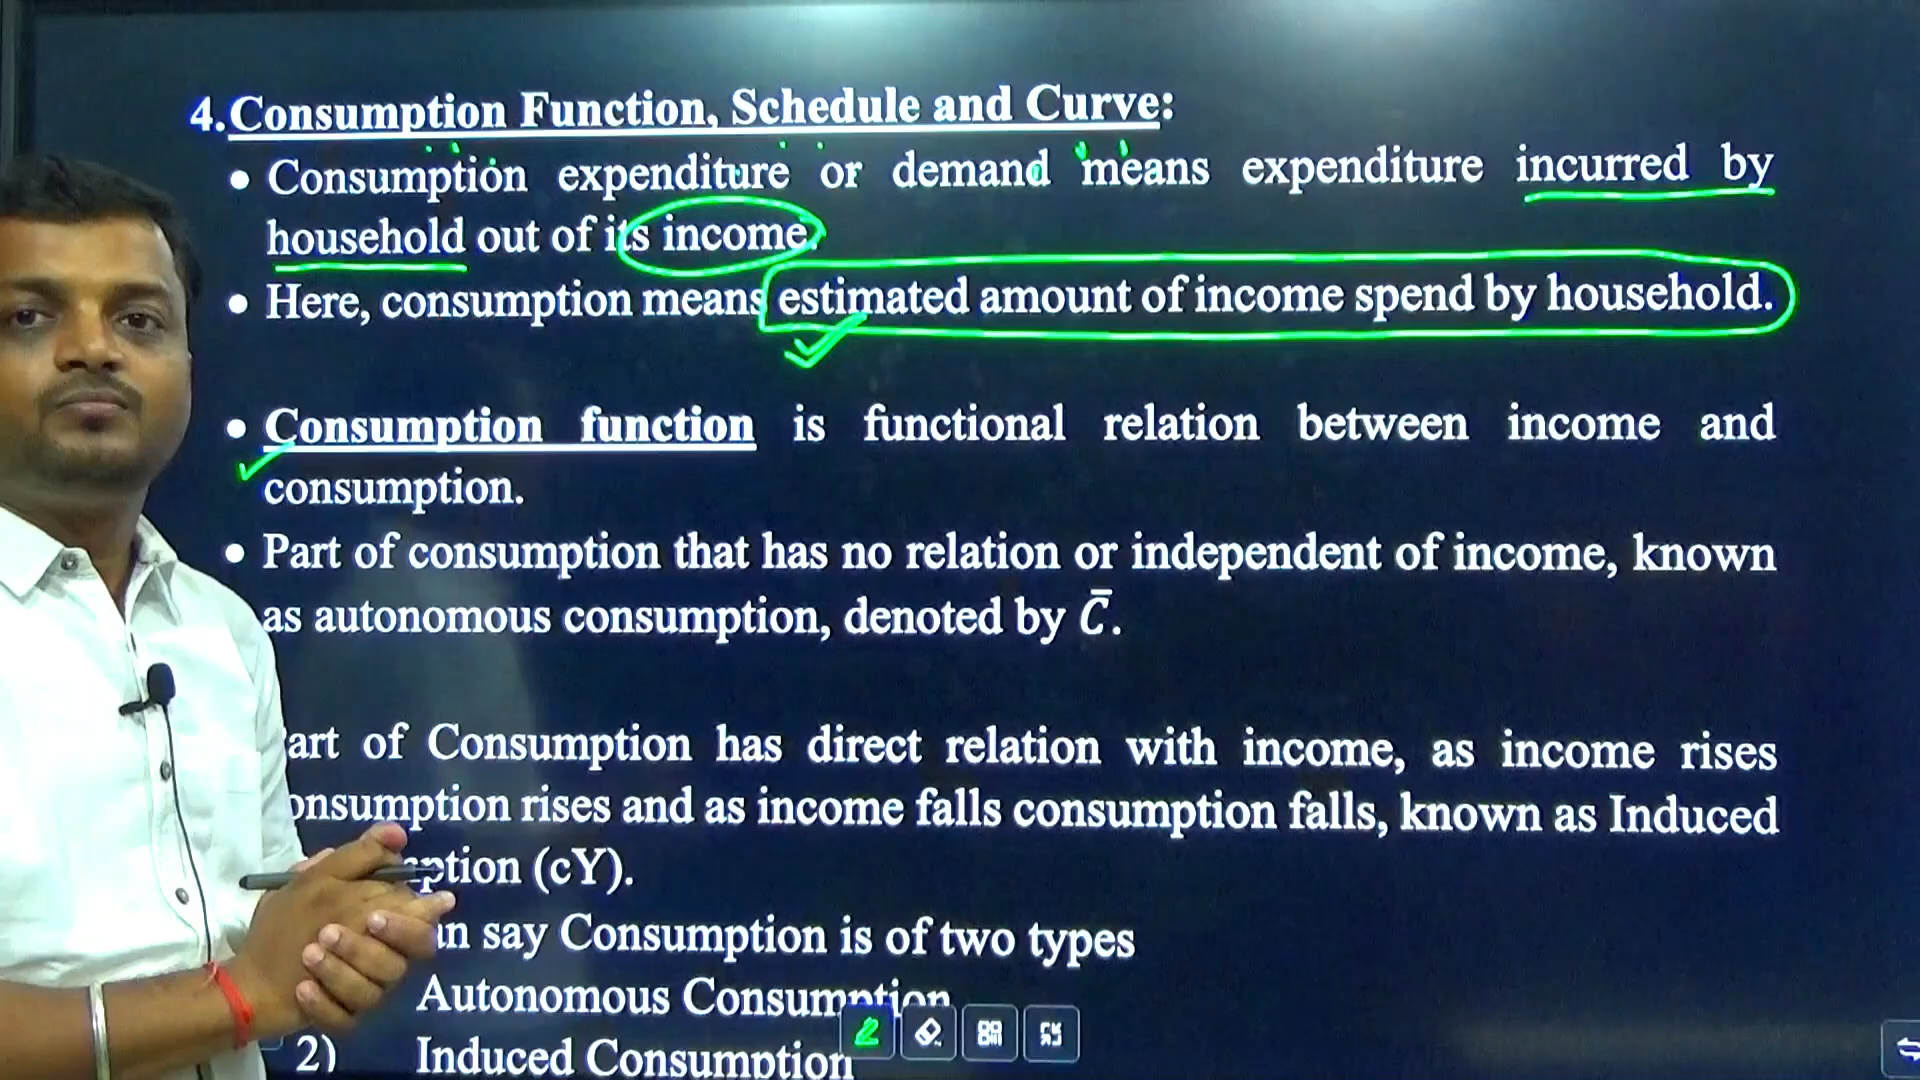 4. Consumption Function, Schedule and Curve:
• Consumption expenditure or demand means expenditure incurred by
household out of its income.
• Here, consumption means estimated amount of income spend by household.
• Consumption function is functional relation between income and
consumption.
• Part of consumption that has no relation or independent of income, known
as autonomous consumption, denoted by C̅.
art of Consumption has direct relation with income, as income rises
onsumption rises and as income falls consumption falls, known as Induced
ption (cY).
an say Consumption is of two types
Autonomous Consumption
2) Induced Consumption